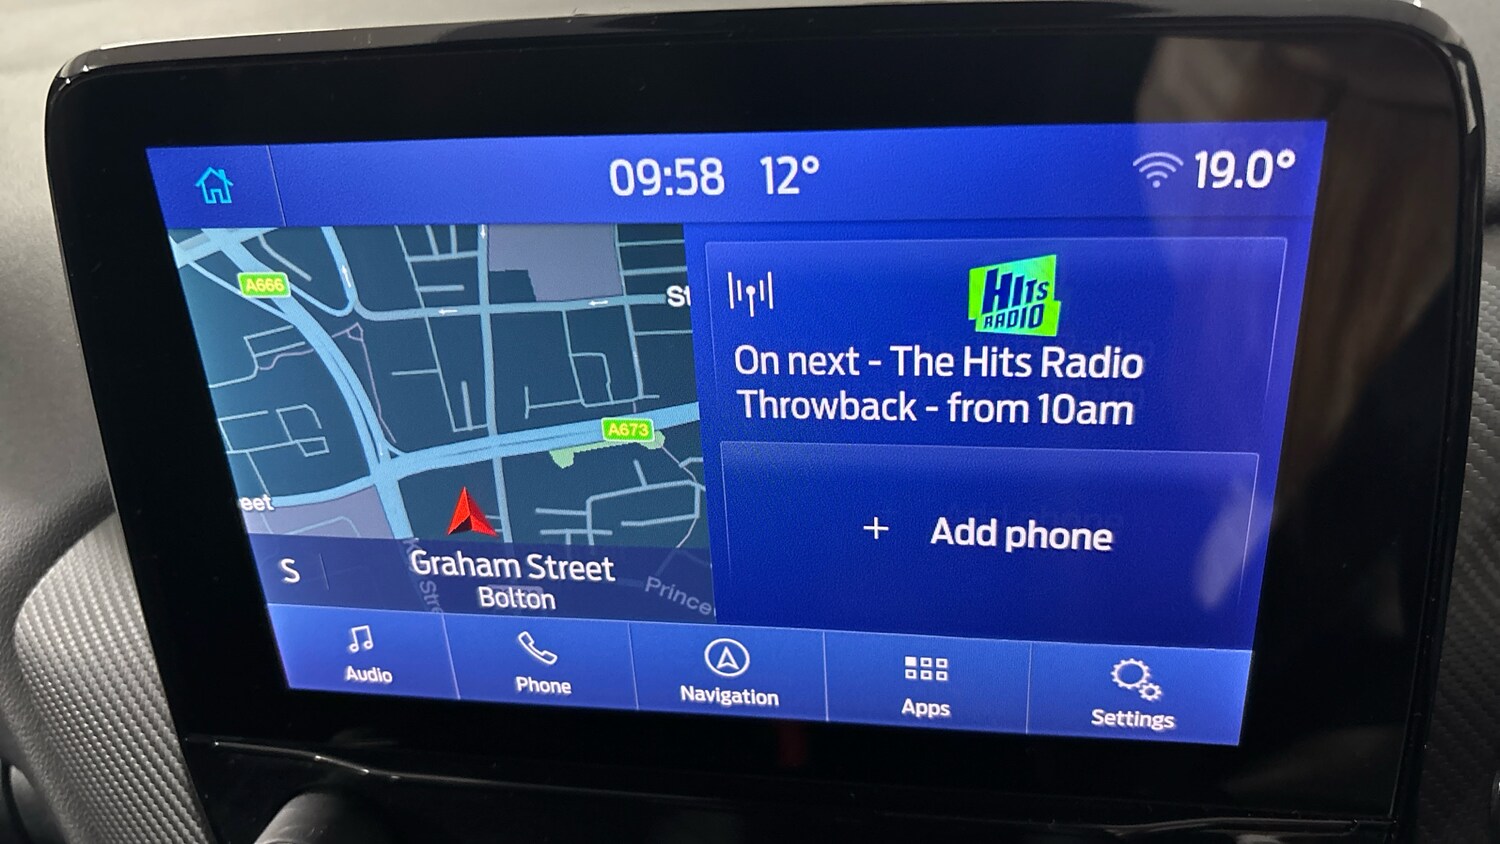 09:58 12° 19.0°
A666
St
HITS
RADIO
On next - The Hits Radio
Throwback - from 10am
A673
eet
+ Add phone
S
Graham Street
Bolton
Prince
Audio
Phone
Navigation
Apps
Settings